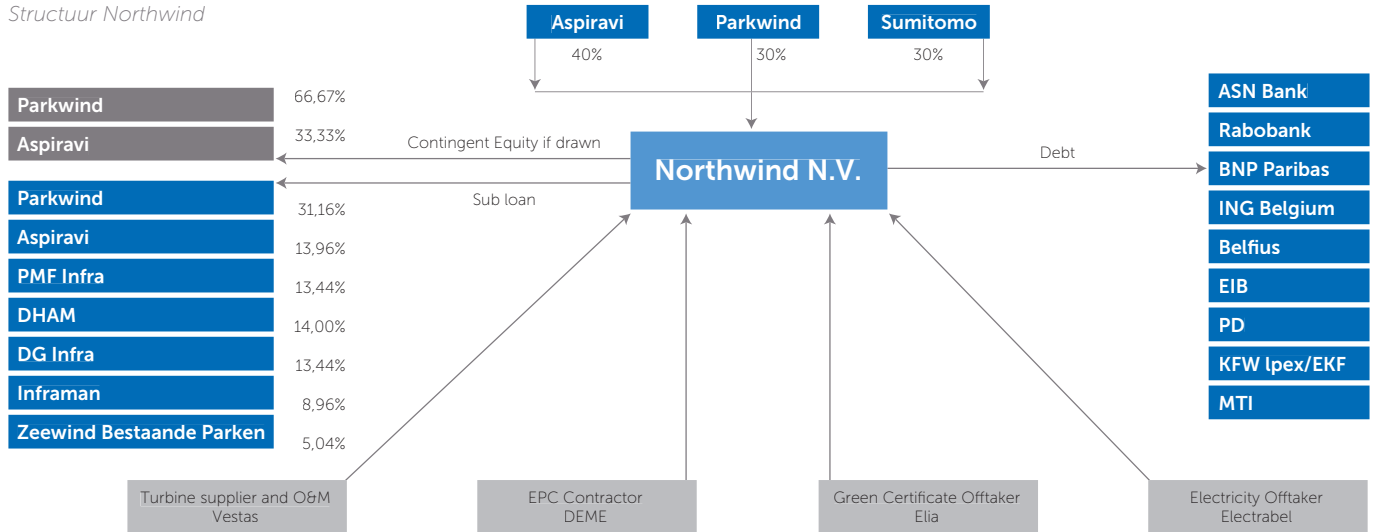 Structuur Northwind
Aspiravi
Parkwind
Sumitomo
40%
30%
30%
Parkwind
66,67%
Aspiravi
33,33%
Contingent Equity if drawn
Sub loan
Northwind N.V.
Debt
Parkwind
31,16%
Aspiravi
13,96%
PMF Infra
13,44%
DHAM
14,00%
DG Infra
13,44%
Inframan
8,96%
Zeewind Bestaande Parken
5,04%
ASN Bank
Rabobank
BNP Paribas
ING Belgium
Belfius
EIB
PD
KFW lpex/EKF
MTI
Turbine supplier and O&M
Vestas
EPC Contractor
DEME
Green Certificate Offtaker
Elia
Electricity Offtaker
Electrabel